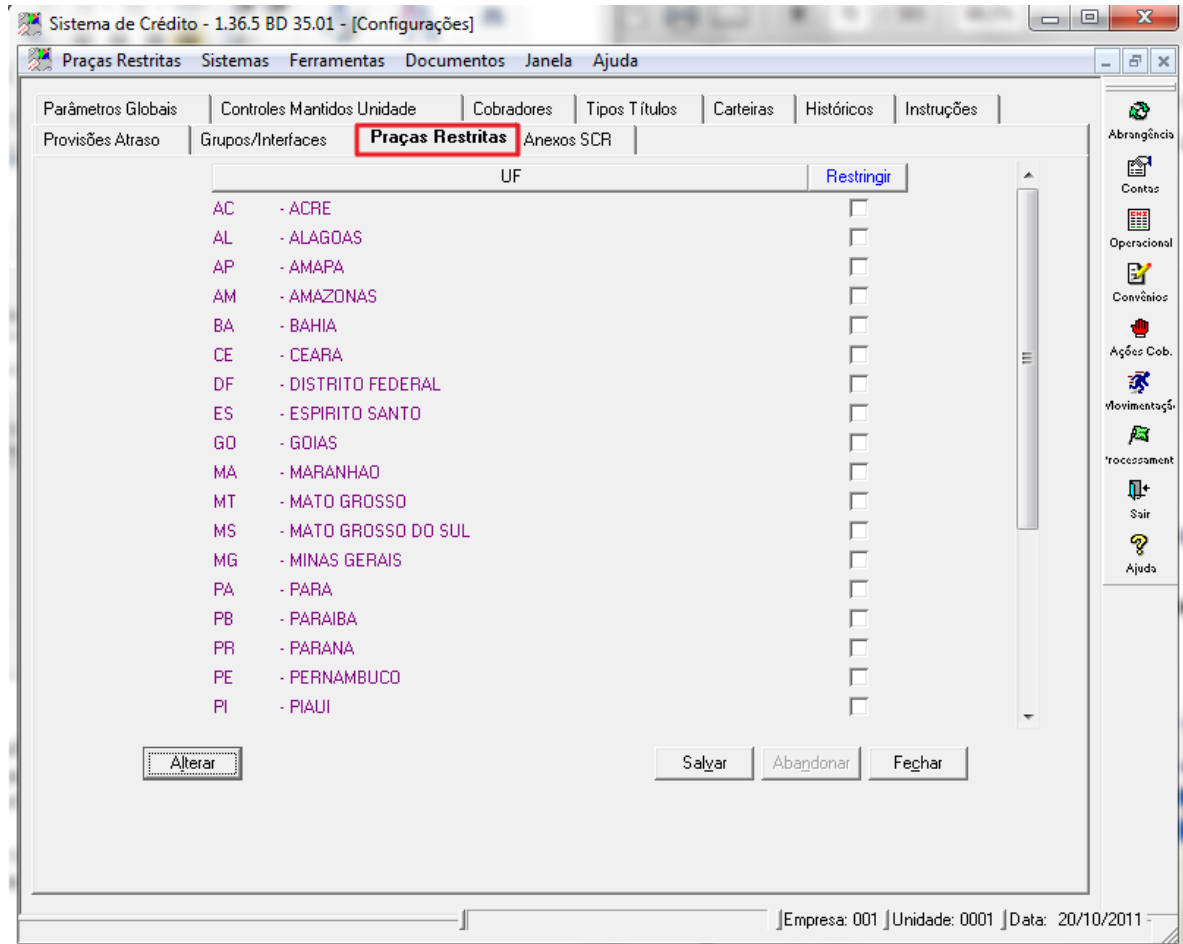 Sistema de Crédito - 1.36.5 BD 35.01 - [Configurações]
Praças Restritas Sistemas Ferramentas Documentos Janela Ajuda
Parâmetros Globais Controles Mantidos Unidade Cobradores Tipos Títulos Carteiras Históricos Instruções
Provisões Atraso Grupos/Interfaces Praças Restritas Anexos SCR
UF Restringir
AC - ACRE
AL - ALAGOAS
AP - AMAPA
AM - AMAZONAS
BA - BAHIA
CE - CEARA
DF - DISTRITO FEDERAL
ES - ESPIRITO SANTO
GO - GOIAS
MA - MARANHAO
MT - MATO GROSSO
MS - MATO GROSSO DO SUL
MG - MINAS GERAIS
PA - PARA
PB - PARAIBA
PR - PARANA
PE - PERNAMBUCO
PI - PIAUI
Alterar Salvar Abandonar Fechar
Abrangência
Contas
Operacional
Convênios
Ações Cob.
Movimentaçã
rocessament
Sair
Ajuda
Empresa: 001 Unidade: 0001 Data: 20/10/2011